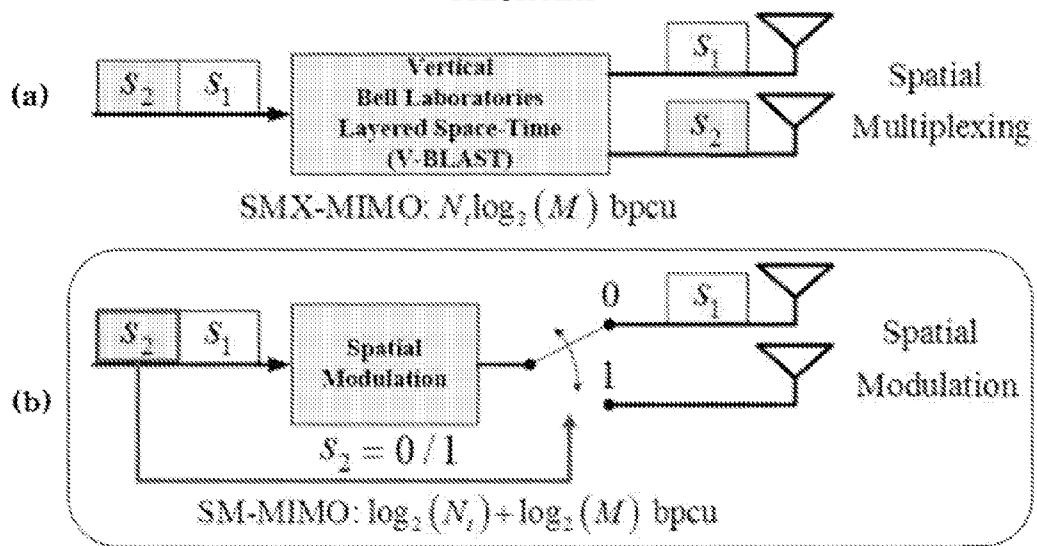 (a)
S₂ S₁
Vertical
Bell Laboratories
Layered Space-Time
(V-BLAST)
S₁
S₂
Spatial
Multiplexing
SMX-MIMO: Nₜlog₂(M) bpcu
(b)
S₂ S₁
Spatial
Modulation
S₂ = 0/1
0
1
S₁
Spatial
Modulation
SM-MIMO: log₂(Nₜ)+log₂(M) bpcu